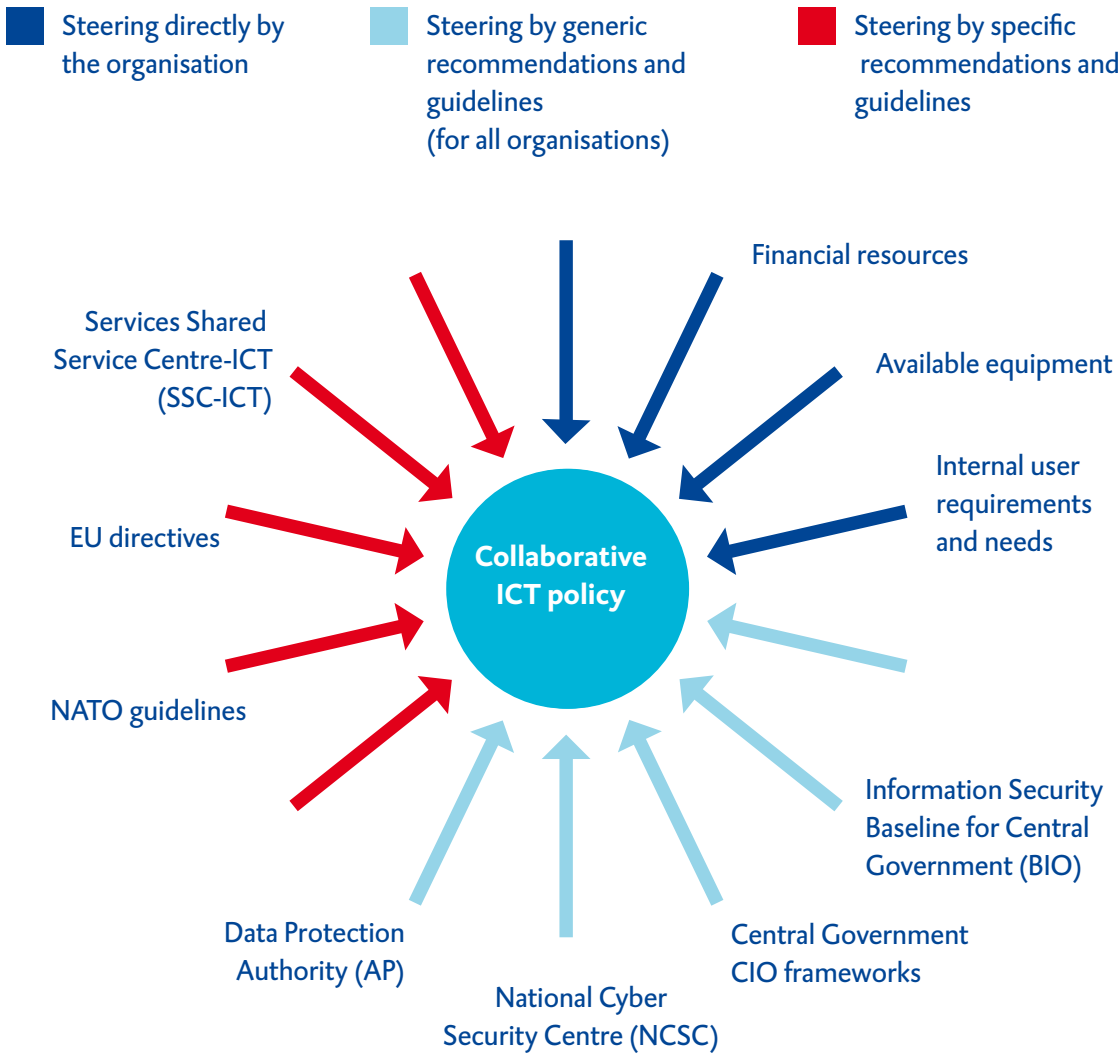 Steering directly by
the organisation
Steering by generic
recommendations and
guidelines
(for all organisations)
Steering by specific
recommendations and
guidelines
Financial resources
Available equipment
Internal user
requirements
and needs
Information Security
Baseline for Central
Government (BIO)
Central Government
CIO frameworks
National Cyber
Security Centre (NCSC)
Data Protection
Authority (AP)
NATO guidelines
EU directives
Services Shared
Service Centre-ICT
(SSC-ICT)
Collaborative
ICT policy